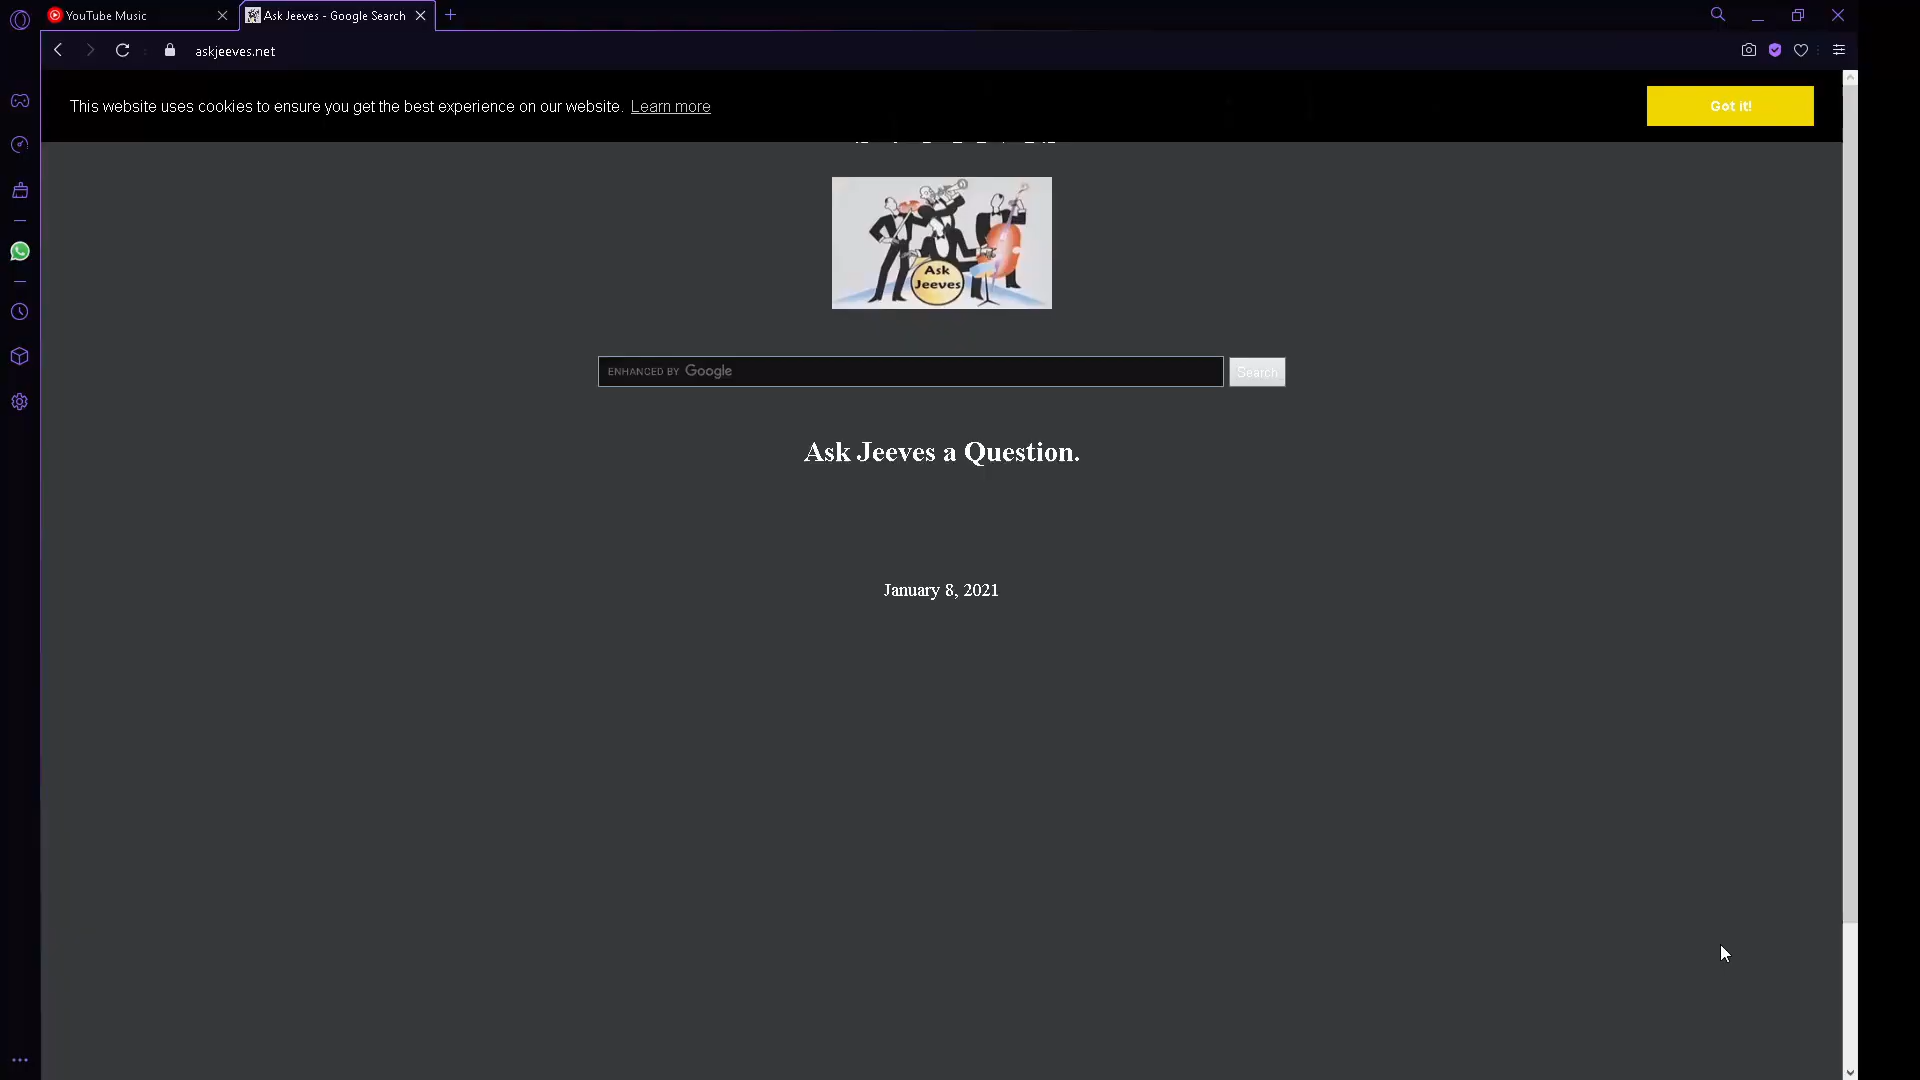 YouTube Music
Ask Jeeves - Google Search
askjeeves.net
This website uses cookies to ensure you get the best experience on our website. Learn more
Got it!
Ask
Jeeves
ENHANCED BY Google
Search
Ask Jeeves a Question.
January 8, 2021